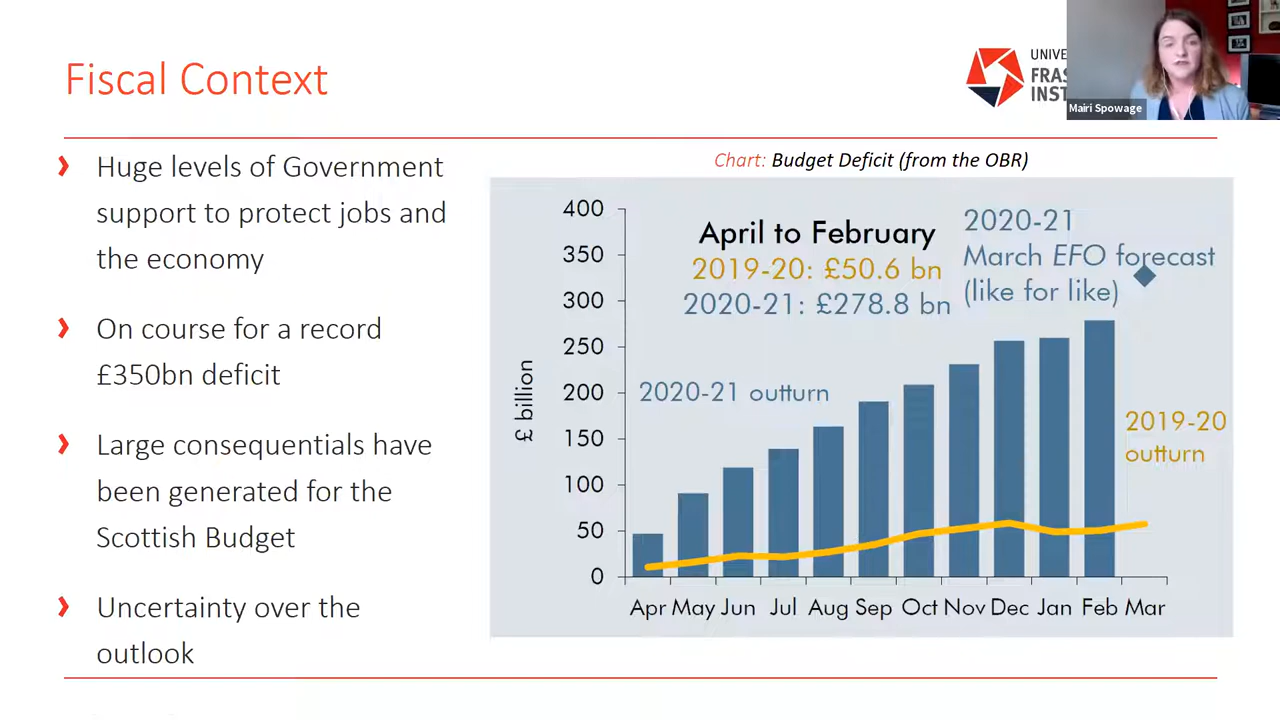 Fiscal Context
UNIVE
FRAS
INST
Mairi Spowage
Huge levels of Government
support to protect jobs and
the economy
On course for a record
£350bn deficit
Large consequentials have
been generated for the
Scottish Budget
Uncertainty over the
outlook
Chart: Budget Deficit (from the OBR)
£ billion
400
350
300
250
200
150
100
50
0
April to February
2019-20: £50.6 bn
2020-21: £278.8 bn
2020-21
March EFO forecast
(like for like)
2020-21 outturn
2019-20
outturn
Apr May Jun Jul Aug Sep Oct Nov Dec Jan Feb Mar